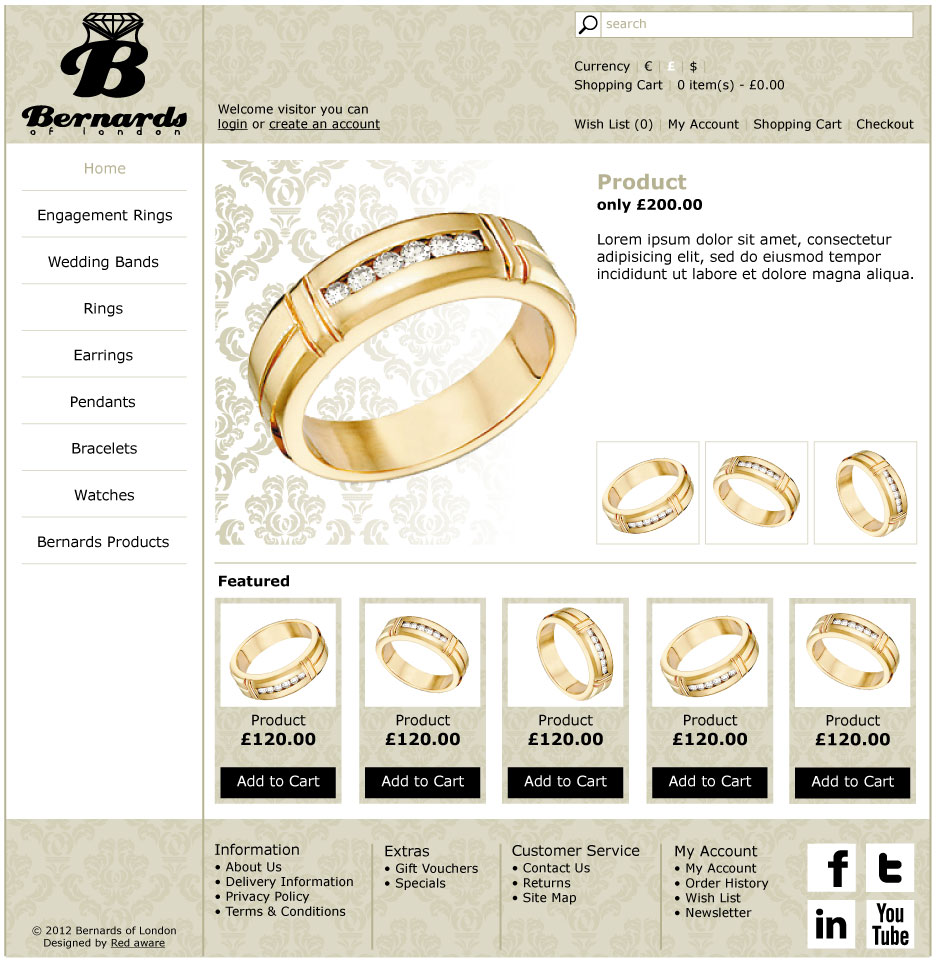 B
Bernards
of london
search
Currency | € | £ | $ |
Shopping Cart | 0 item(s) - £0.00
Welcome visitor you can
login or create an account
Wish List (0) | My Account | Shopping Cart | Checkout
Home
Engagement Rings
Wedding Bands
Rings
Earrings
Pendants
Bracelets
Watches
Bernards Products
Product
only £200.00
Lorem ipsum dolor sit amet, consectetur
adipisicing elit, sed do eiusmod tempor
incididunt ut labore et dolore magna aliqua.
Featured
Product
£120.00
Add to Cart
Product
£120.00
Add to Cart
Product
£120.00
Add to Cart
Product
£120.00
Add to Cart
Product
£120.00
Add to Cart
Information
• About Us
• Delivery Information
• Privacy Policy
• Terms & Conditions
Extras
• Gift Vouchers
• Specials
Customer Service
• Contact Us
• Returns
• Site Map
My Account
• My Account
• Order History
• Wish List
• Newsletter
f
t
in
You
Tube
© 2012 Bernards of London
Designed by Red aware